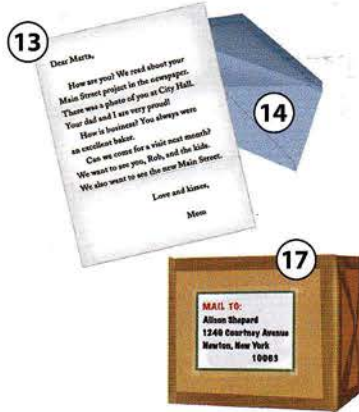 13
Dear Marta,
How are you? We read about your
Main Street project in the newspaper.
There was a photo of you at City Hall.
Your dad and I are very proud!
How is business? You always were
an excellent baker.
Can we come for a visit next month?
We want to see you, Rob, and the kids.
We also want to see the new Main Street.
Love and kisses,
Mom
14
17
MAIL TO:
Alison Shepard
1240 Courtney Avenue
Newton, New York
10063